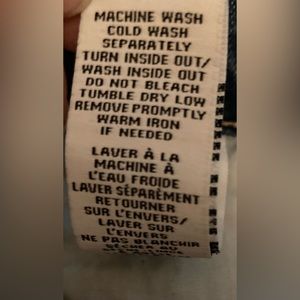 MACHINE WASH
COLD WASH
SEPARATELY
TURN INSIDE OUT/
WASH INSIDE OUT
DO NOT BLEACH
TUMBLE DRY LOW
REMOVE PROMPTLY
WARM IRON
IF NEEDED
LAVER À LA
MACHINE À
L'EAU FROIDE
LAVER SÉPARÉMENT
RETOURNER
SUR L'ENVERS/
LAVER SUR
L'ENVERS
NE PAS BLANCHIR
SÉCHER AU